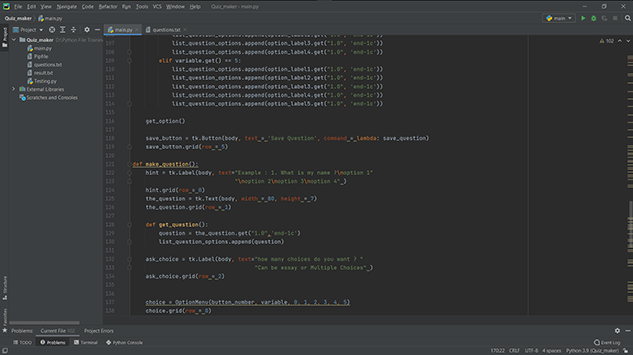 File Edit View Navigate Code Refactor Run Tools VCS Window Help Quiz_maker - main.py
Quiz_maker main.py
main
Project
main.py questions.txt
Quiz_maker
main.py
Pipfile
questions.txt
result.txt
Testing.py
External Libraries
Scratches and Consoles
102
list_question_options.append(option_label3.get("1.0", 'end-1c'))
108 list_question_options.append(option_label4.get("1.0", 'end-1c'))
109 elif variable.get() == 5:
110 list_question_options.append(option_label1.get("1.0", 'end-1c'))
111 list_question_options.append(option_label2.get("1.0", 'end-1c'))
112 list_question_options.append(option_label3.get("1.0", 'end-1c'))
113 list_question_options.append(option_label4.get("1.0", 'end-1c'))
114 list_question_options.append(option_label5.get("1.0", 'end-1c'))
get_option()
save_button = tk.Button(body, text = 'Save Question', command = lambda: save_question)
save_button.grid(row = 5)
def make_question():
hint = tk.Label(body, text="Example : 1. What is my name ?\noption 1"
"\noption 2\noption 3\noption 4" )
hint.grid(row = 0)
the_question = tk.Text(body, width = 80, height = 7)
the_question.grid(row = 1)
def get_question():
question = the_question.get("1.0",'end-1c')
list_question_options.append(question)
ask_choice = tk.Label(body, text="how many choices do you want ? "
"Can be essay or Multiple Choices" )
ask_choice.grid(row = 2)
choice = OptionMenu(button_number, variable, 0, 1, 2, 3, 4, 5)
138 choice.grid(row = 0)
Structure
Favorites
Problems: Current File 102 Project Errors
TODO Problems Terminal Python Console Event Log
170:22 CRLF UTF-8 4 spaces Python 3.9 (Quiz_maker)